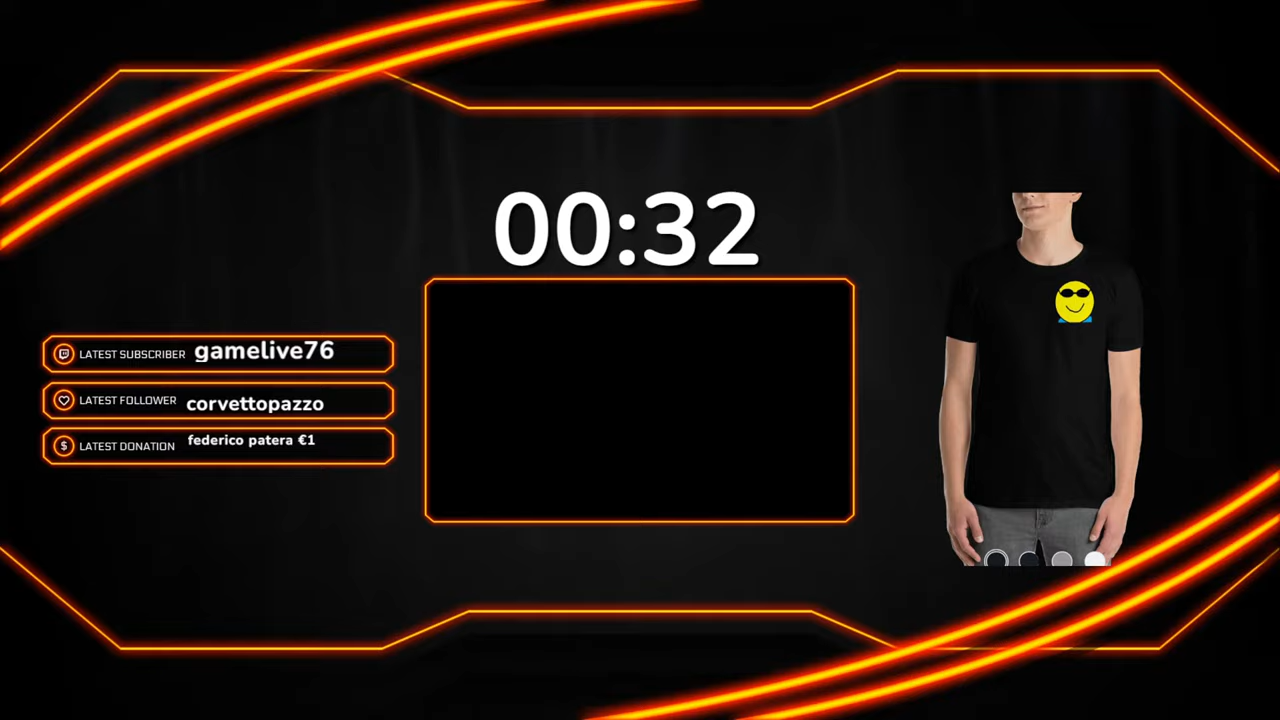 00:32
LATEST SUBSCRIBER gamelive76
LATEST FOLLOWER corvettopazzo
$ LATEST DONATION federico patera €1